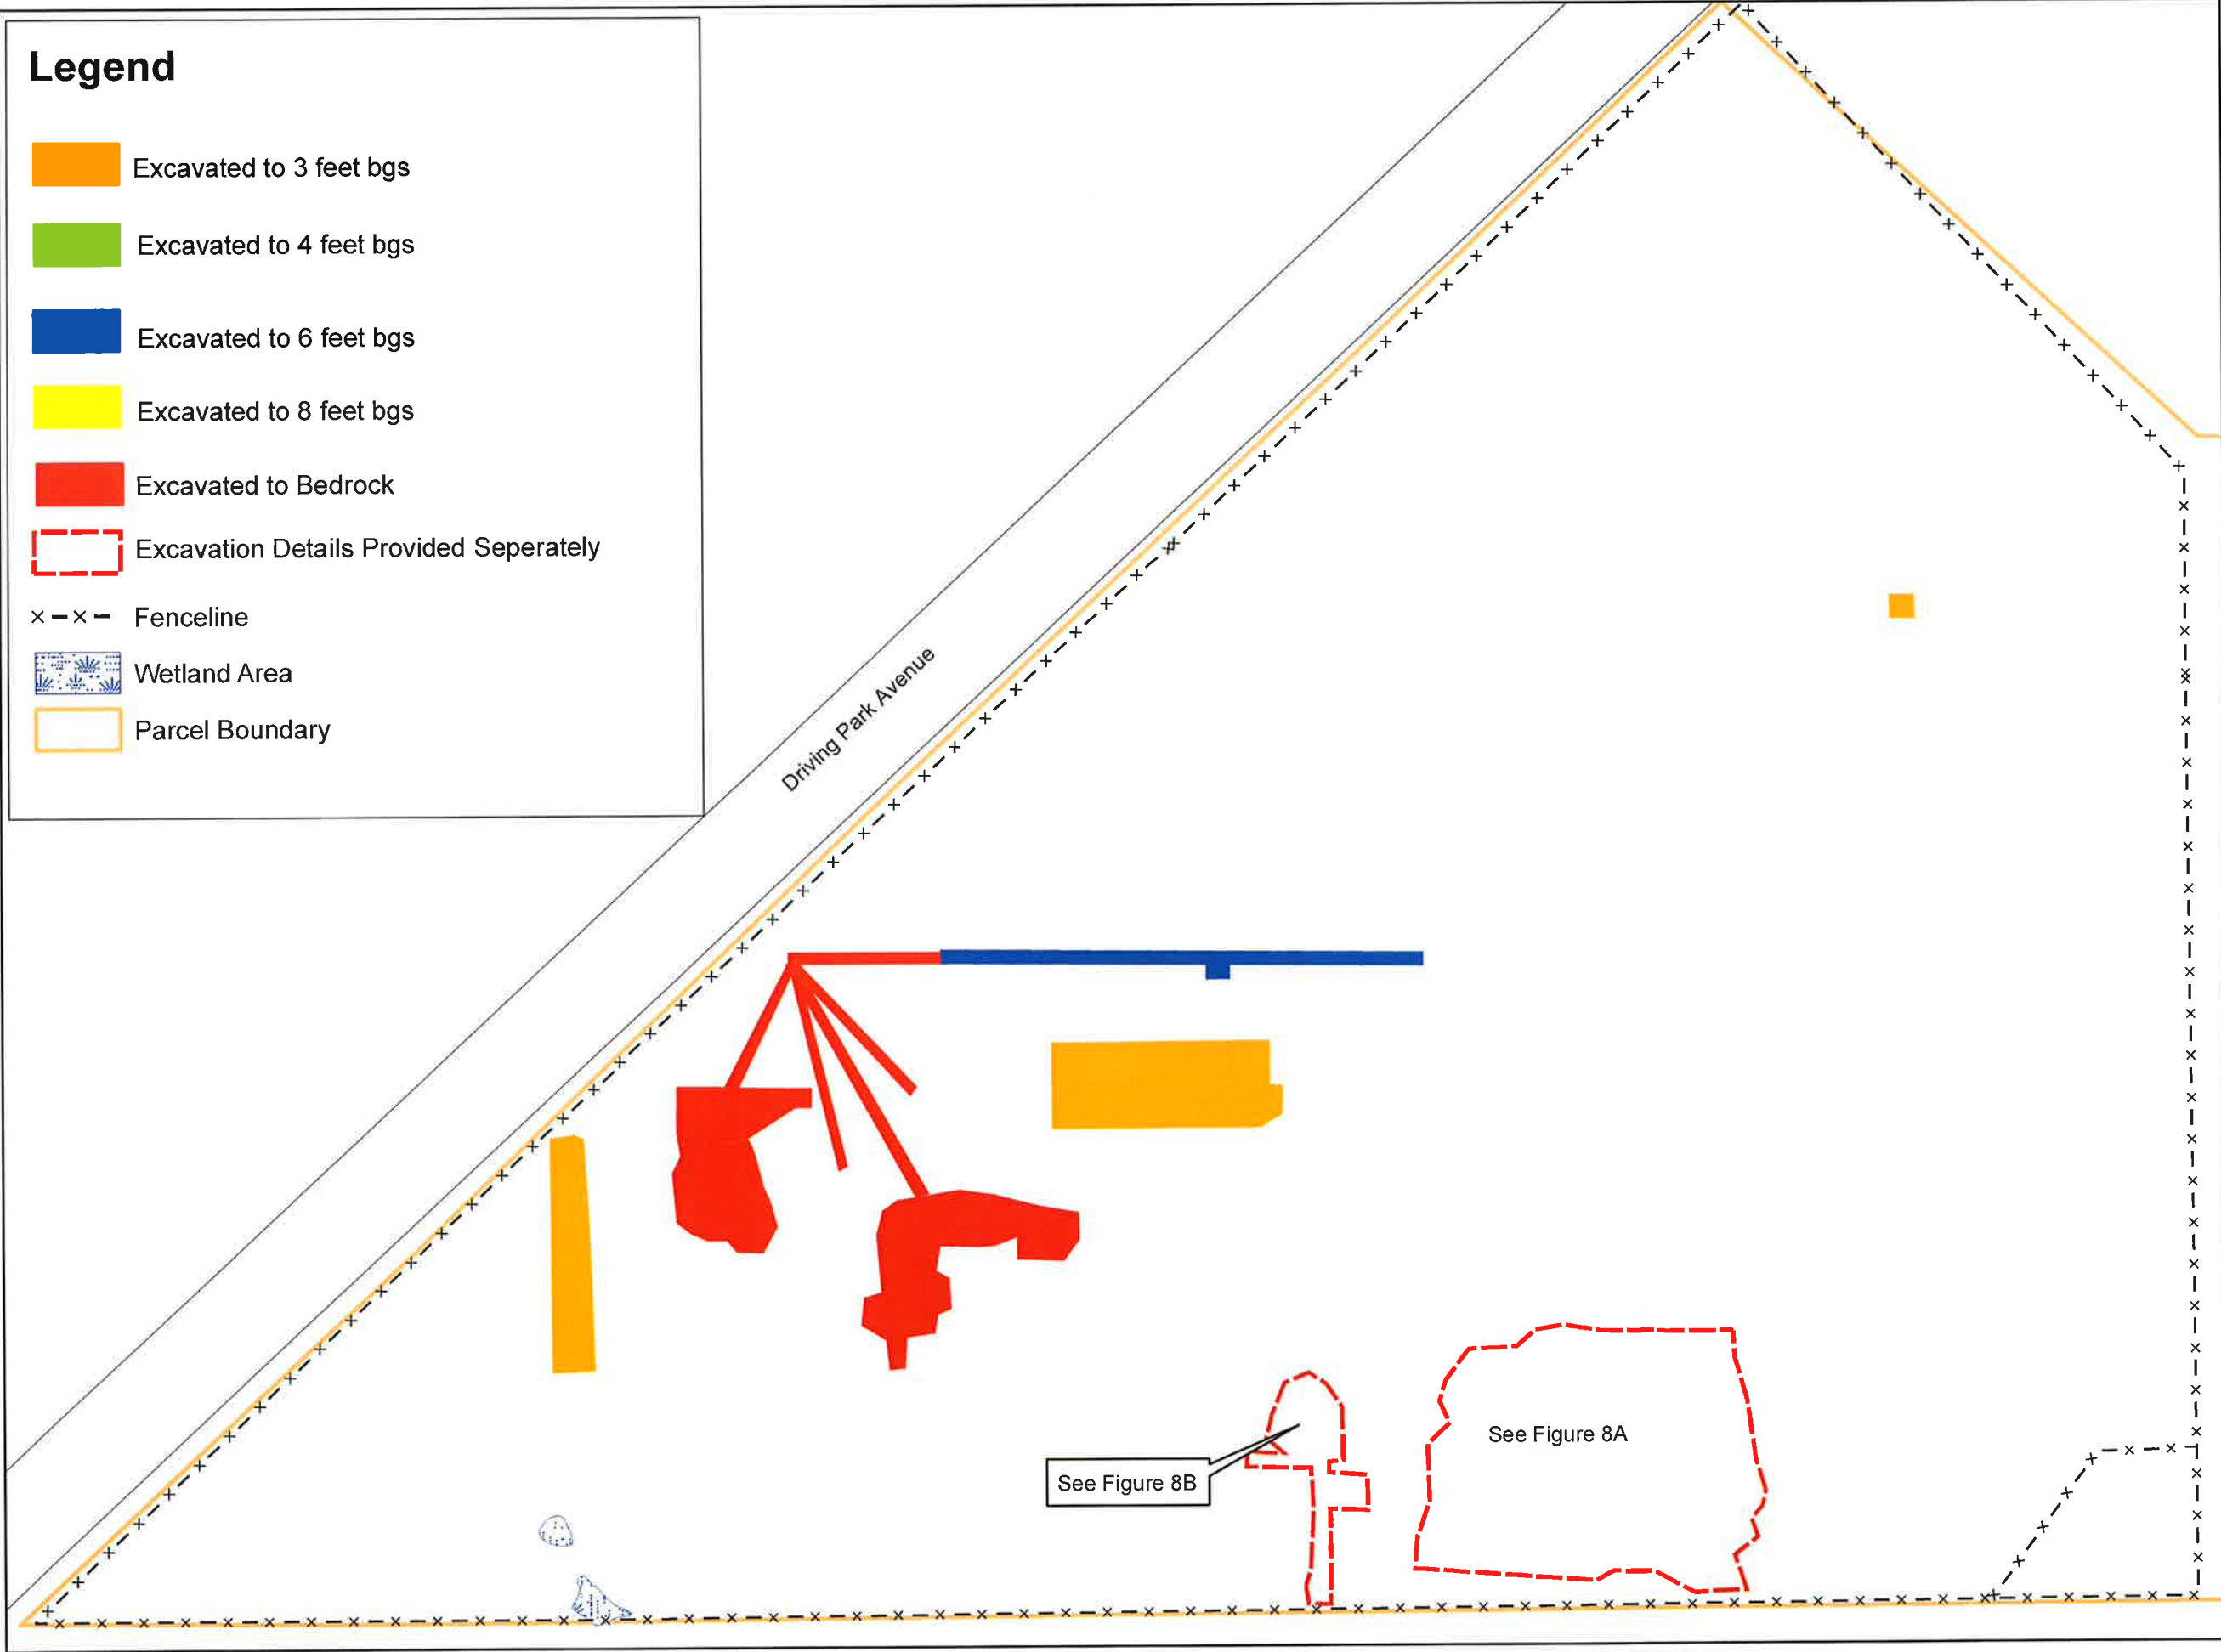 Legend
Excavated to 3 feet bgs
Excavated to 4 feet bgs
Excavated to 6 feet bgs
Excavated to 8 feet bgs
Excavated to Bedrock
Excavation Details Provided Seperately
Fenceline
Wetland Area
Parcel Boundary
Driving Park Avenue
See Figure 8A
See Figure 8B